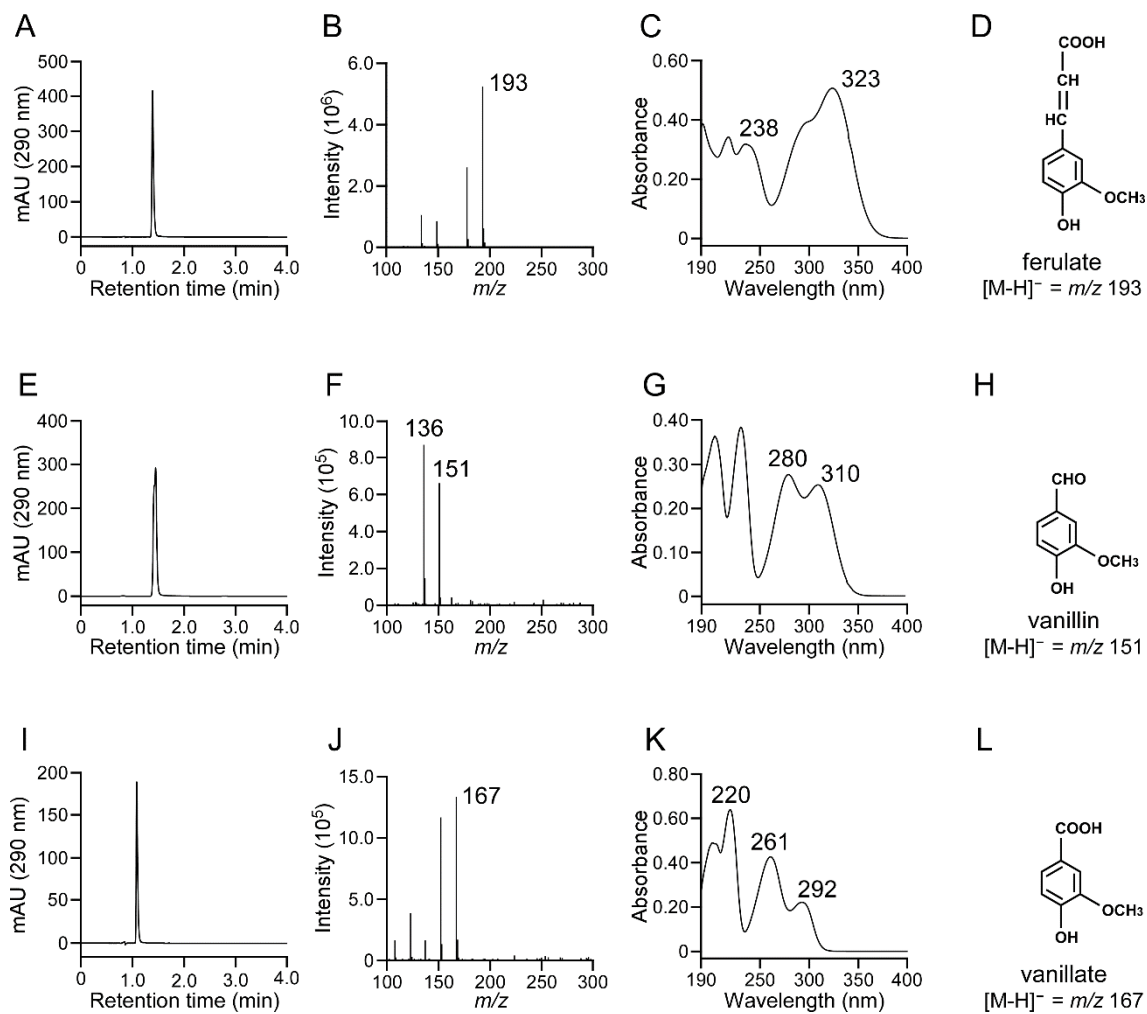 A
mAU (290 nm)
500
400
300
200
100
0
0 1.0 2.0 3.0 4.0
Retention time (min)
B
Intensity (10⁶)
6.0
4.0
2.0
0
193
100 150 200 250 300
m/z
C
Absorbance
0.60
0.40
0.20
0
238
323
190 250 300 350 400
Wavelength (nm)
D
COOH
CH
HC
OCH₃
OH
ferulate
[M-H]⁻ = m/z 193
E
mAU (290 nm)
400
300
200
100
0
0 1.0 2.0 3.0 4.0
Retention time (min)
F
Intensity (10⁵)
10.0
8.0
6.0
4.0
2.0
0
136
151
100 150 200 250 300
m/z
G
Absorbance
0.40
0.30
0.20
0.10
0.00
280
310
190 250 300 350 400
Wavelength (nm)
H
CHO
OCH₃
OH
vanillin
[M-H]⁻ = m/z 151
I
mAU (290 nm)
200
150
100
50
0
0 1.0 2.0 3.0 4.0
Retention time (min)
J
Intensity (10⁵)
15.0
10.0
5.0
0
167
100 150 200 250 300
m/z
K
Absorbance
0.80
0.60
0.40
0.20
0
220
261
292
190 250 300 350 400
Wavelength (nm)
L
COOH
OCH₃
OH
vanillate
[M-H]⁻ = m/z 167